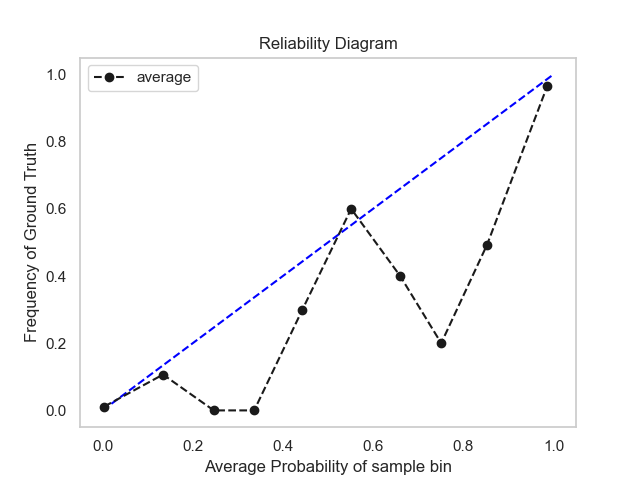 Reliability Diagram
average
1.0
0.8
0.6
0.4
0.2
0.0
Frequency of Ground Truth
0.0 0.2 0.4 0.6 0.8 1.0
Average Probability of sample bin